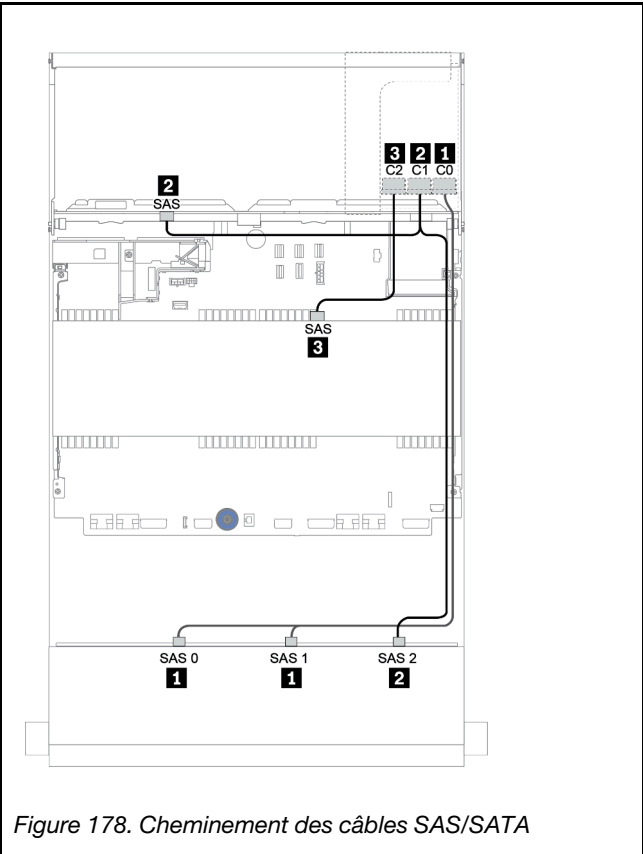 3 2 1
C2 C1 C0
2
SAS
SAS
3
SAS 0 SAS 1 SAS 2
1 1 2
Figure 178. Cheminement des câbles SAS/SATA